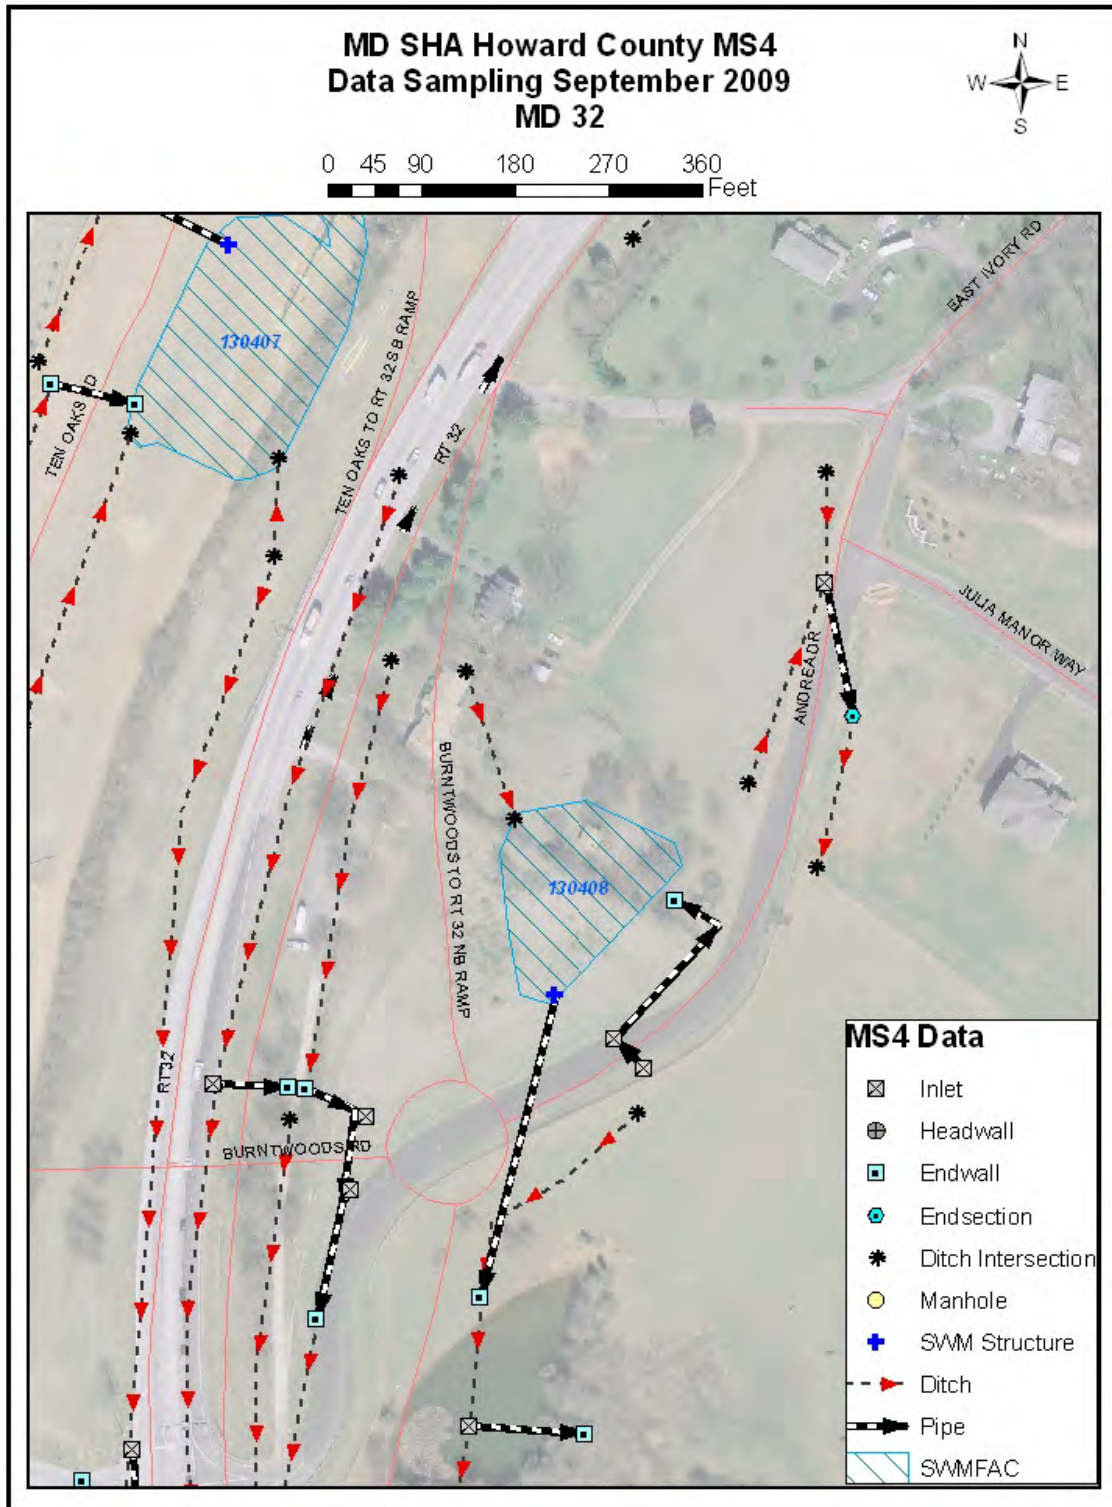 MD SHA Howard County MS4
Data Sampling September 2009
MD 32
N
W E
S
0 45 90 180 270 360
Feet
EAST IVORY RD
130407
TEN OAKS TO RT 32 SB RAMP
TEN OAKS D
RT 32
JULIA MANOR WAY
ANDREA DR
BURNTWOODS TO RT 32 NB RAMP
130408
RT 32
BURNTWOODS RD
MS4 Data
Inlet
Headwall
Endwall
Endsection
Ditch Intersection
Manhole
SWM Structure
Ditch
Pipe
SWMFAC